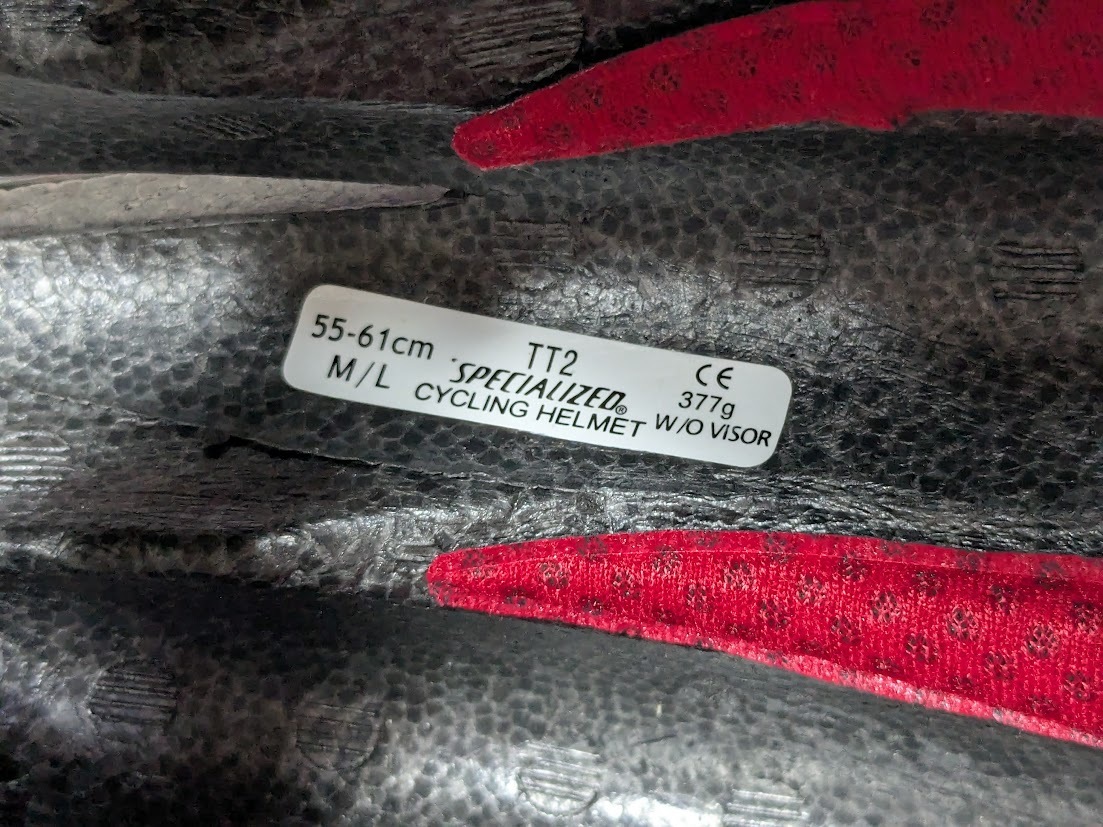 55-61cm
M/L
TT2
SPECIALIZED®
CYCLING HELMET
CE
377g
W/O VISOR